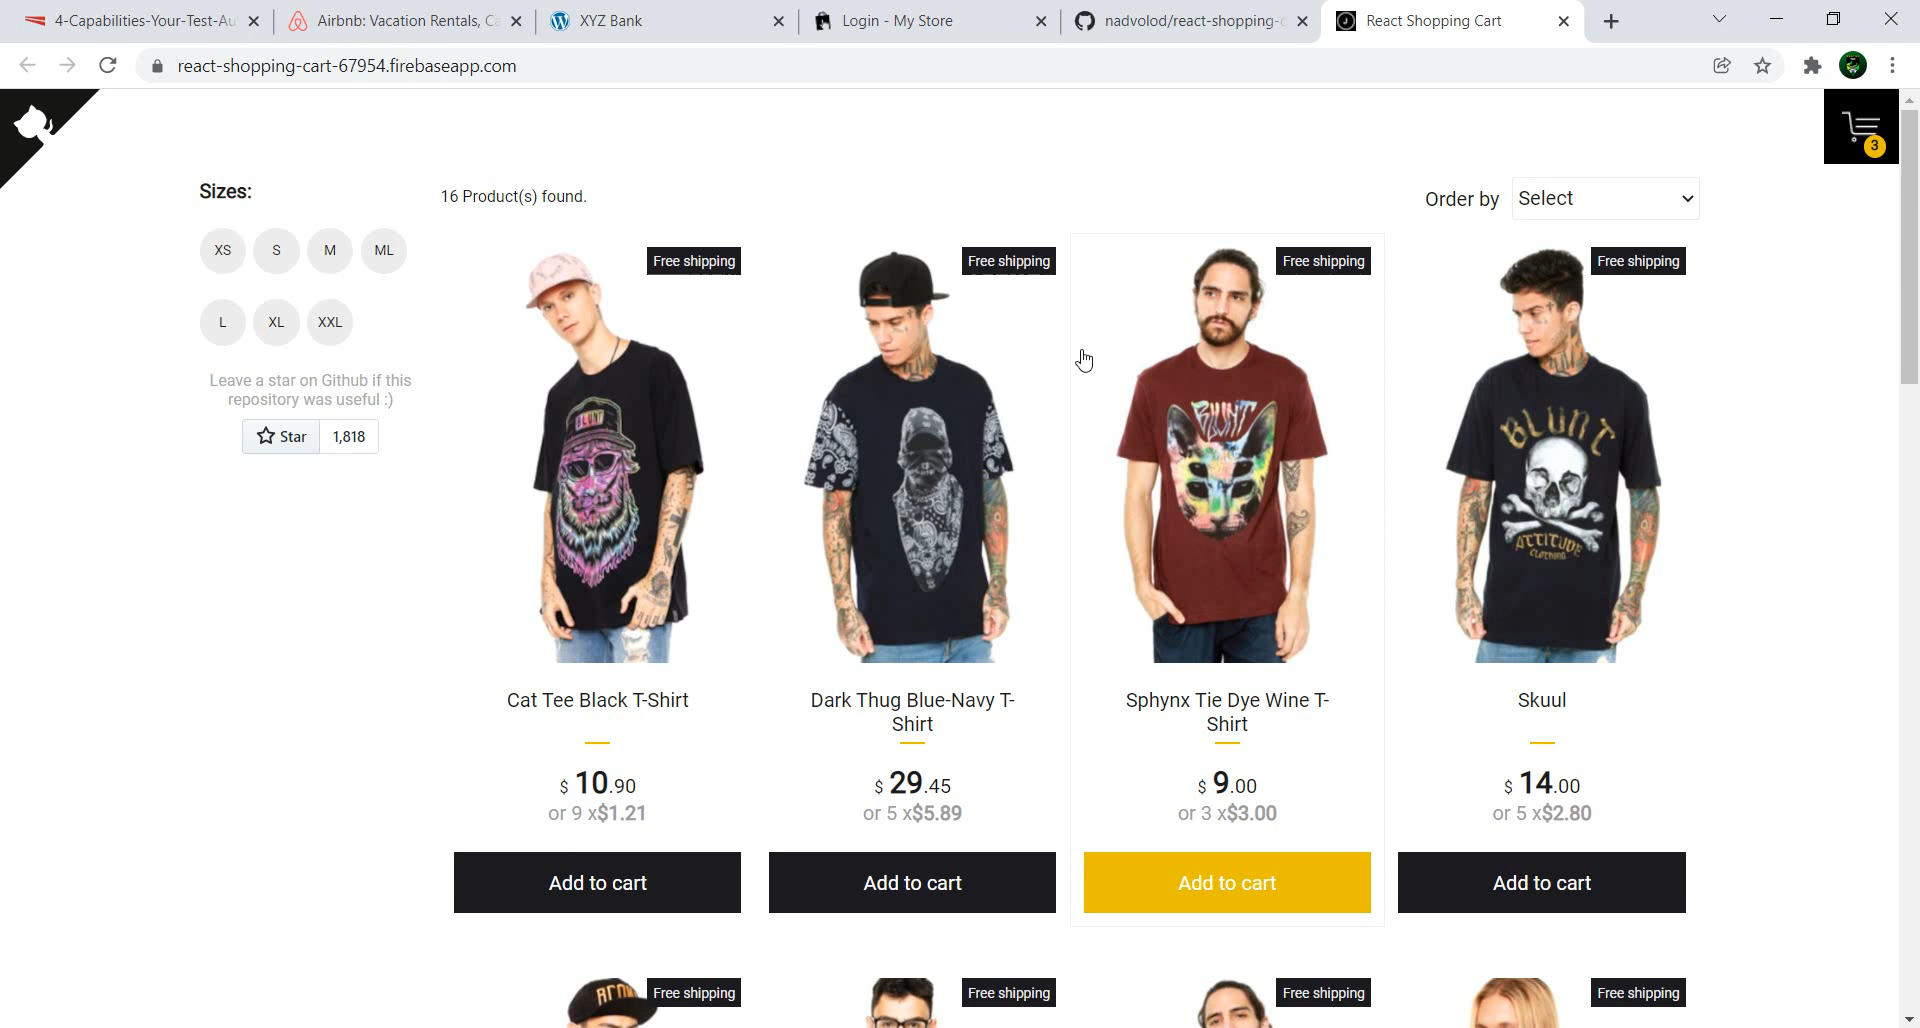 4-Capabilities-Your-Test-Au
Airbnb: Vacation Rentals, Ca
XYZ Bank
Login - My Store
nadvolod/react-shopping-c
React Shopping Cart
react-shopping-cart-67954.firebaseapp.com
3
Sizes:
16 Product(s) found.
Order by
Select
XS
S
M
ML
L
XL
XXL
Leave a star on Github if this
repository was useful :)
Star
1,818
Free shipping
Free shipping
Free shipping
Free shipping
BLUNT
BLUNT
BLUNT
ATTITUDE
CLOTHING
Cat Tee Black T-Shirt
Dark Thug Blue-Navy T-
Shirt
Sphynx Tie Dye Wine T-
Shirt
Skuul
$ 10.90
$ 29.45
$ 9.00
$ 14.00
or 9 x$1.21
or 5 x$5.89
or 3 x$3.00
or 5 x$2.80
Add to cart
Add to cart
Add to cart
Add to cart
Free shipping
Free shipping
Free shipping
Free shipping